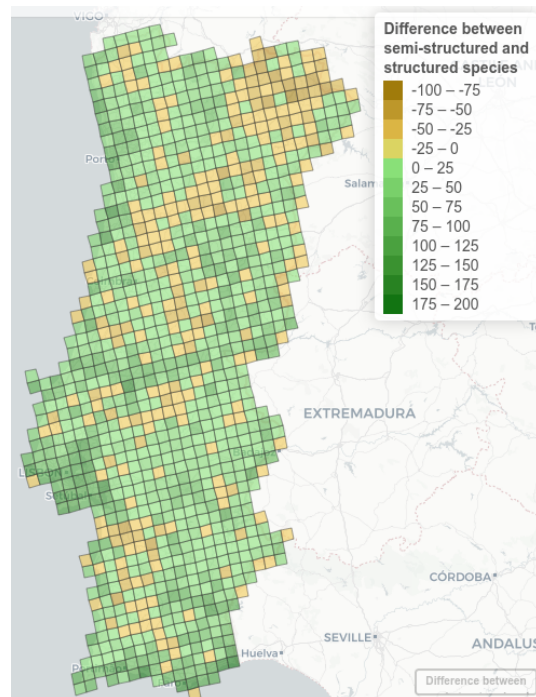 VIGO
Difference between
semi-structured and
structured species
LEÓN
-100 – -75
-75 – -50
-50 – -25
-25 – 0
0 – 25
25 – 50
50 – 75
75 – 100
100 – 125
125 – 150
150 – 175
175 – 200
Porto
Salama
EXTREMADURA
LISBON
CÓRDOBA
SEVILLE
ANDALUS
Huelva
Difference between